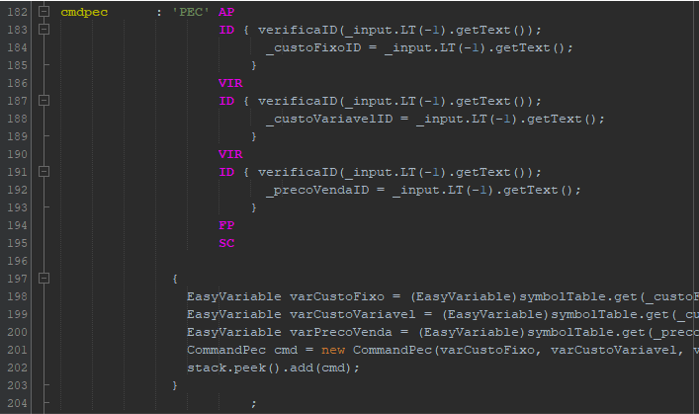 182 cmdpec : 'PEC' AP
183 ID { verificaID(_input.LT(-1).getText());
184 _custoFixoID = _input.LT(-1).getText();
185 }
186 VIR
187 ID { verificaID(_input.LT(-1).getText());
188 _custoVariavelID = _input.LT(-1).getText();
189 }
190 VIR
191 ID { verificaID(_input.LT(-1).getText());
192 _precoVendaID = _input.LT(-1).getText();
193 }
194 FP
195 SC
196
197 {
198 EasyVariable varCustoFixo = (EasyVariable)symbolTable.get(_custoF
199 EasyVariable varCustoVariavel = (EasyVariable)symbolTable.get(_cu
200 EasyVariable varPrecoVenda = (EasyVariable)symbolTable.get(_preco
201 CommandPec cmd = new CommandPec(varCustoFixo, varCustoVariavel, v
202 stack.peek().add(cmd);
203 }
204 ;